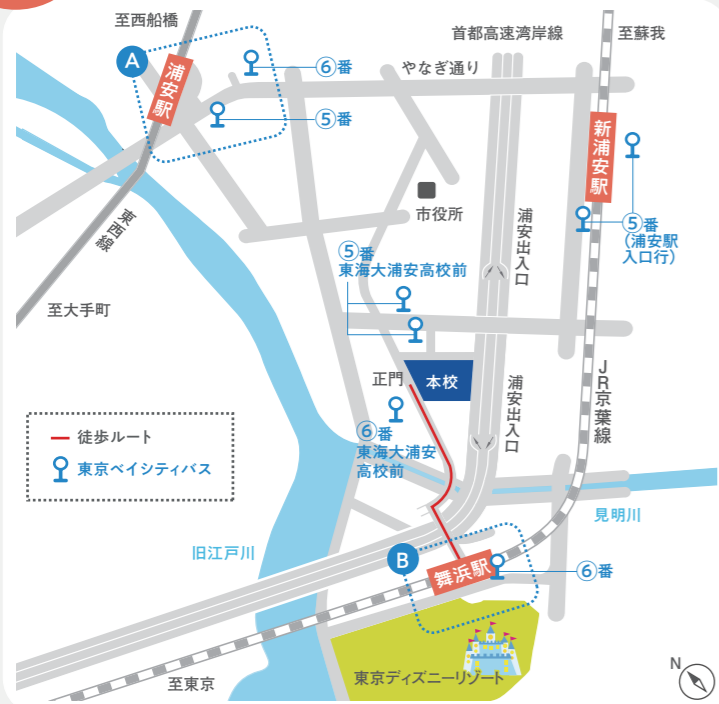 至西船橋
首都高速湾岸線
至蘇我
A
⑥番
やなぎ通り
浦安駅
⑤番
新浦安駅
市役所
東西線
浦安出入口
⑤番
(浦安駅
入口行)
⑤番
東海大浦安高校前
至大手町
正門
本校
浦安出入口
JR京葉線
⑥番
東海大浦安
高校前
徒歩ルート
東京ベイシティバス
見明川
旧江戸川
B
舞浜駅
⑥番
東京ディズニーリゾート
至東京
N